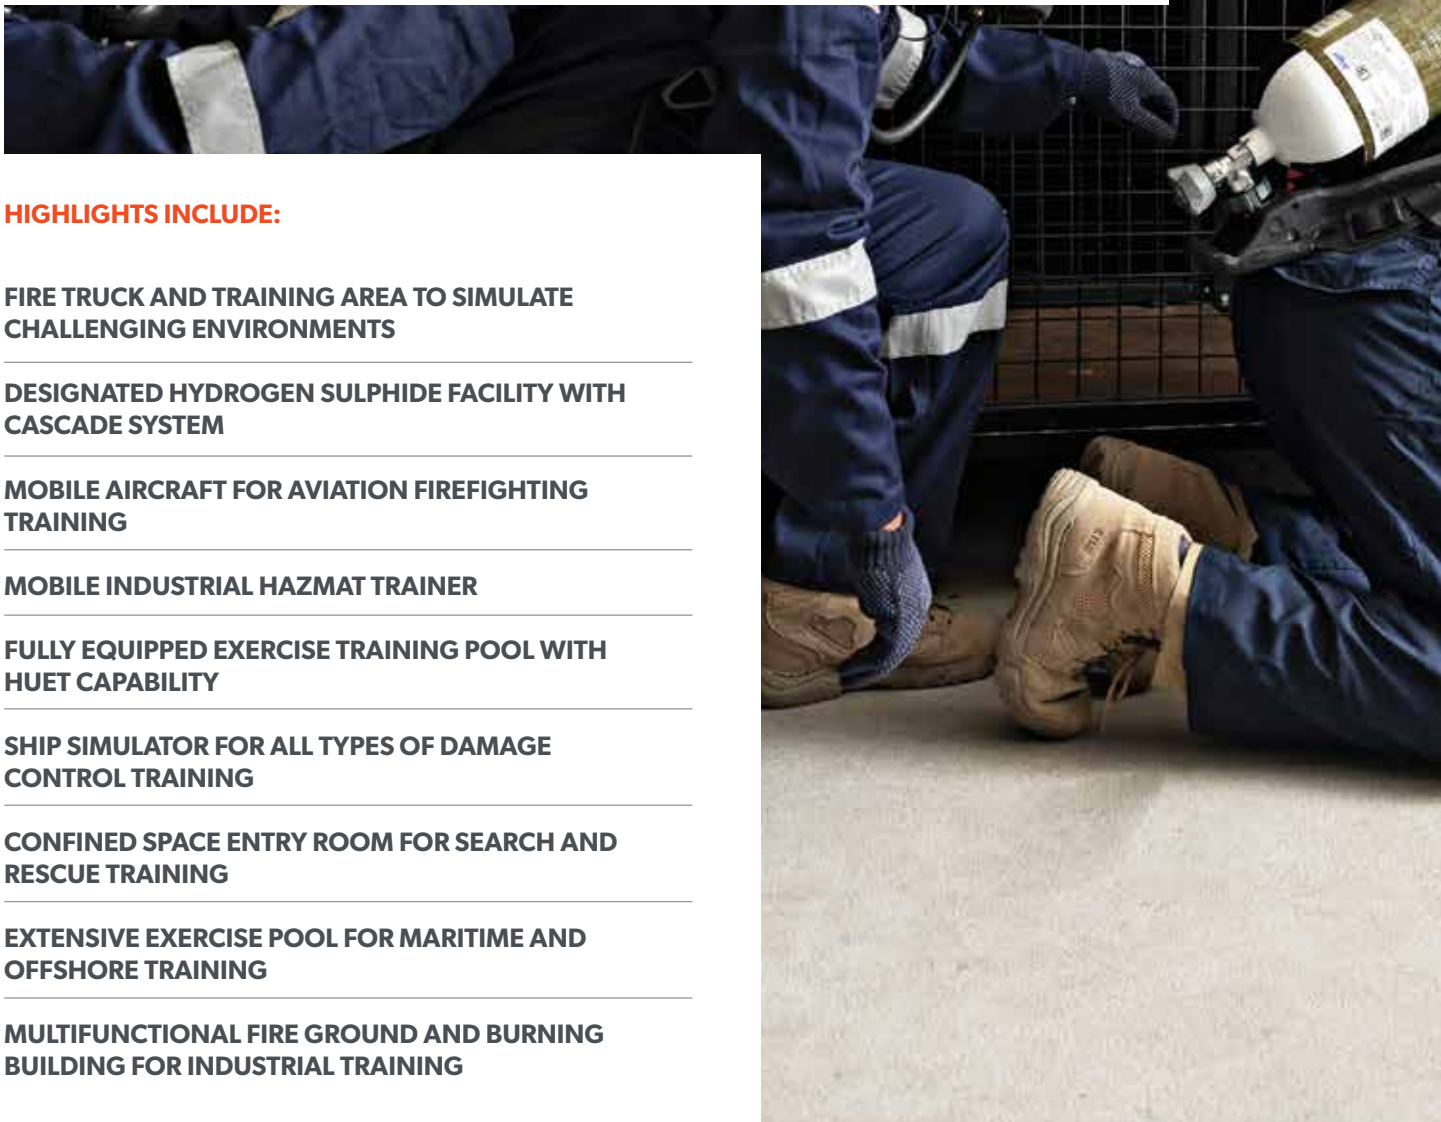 HIGHLIGHTS INCLUDE:
FIRE TRUCK AND TRAINING AREA TO SIMULATE
CHALLENGING ENVIRONMENTS
DESIGNATED HYDROGEN SULPHIDE FACILITY WITH
CASCADE SYSTEM
MOBILE AIRCRAFT FOR AVIATION FIREFIGHTING
TRAINING
MOBILE INDUSTRIAL HAZMAT TRAINER
FULLY EQUIPPED EXERCISE TRAINING POOL WITH
HUET CAPABILITY
SHIP SIMULATOR FOR ALL TYPES OF DAMAGE
CONTROL TRAINING
CONFINED SPACE ENTRY ROOM FOR SEARCH AND
RESCUE TRAINING
EXTENSIVE EXERCISE POOL FOR MARITIME AND
OFFSHORE TRAINING
MULTIFUNCTIONAL FIRE GROUND AND BURNING
BUILDING FOR INDUSTRIAL TRAINING